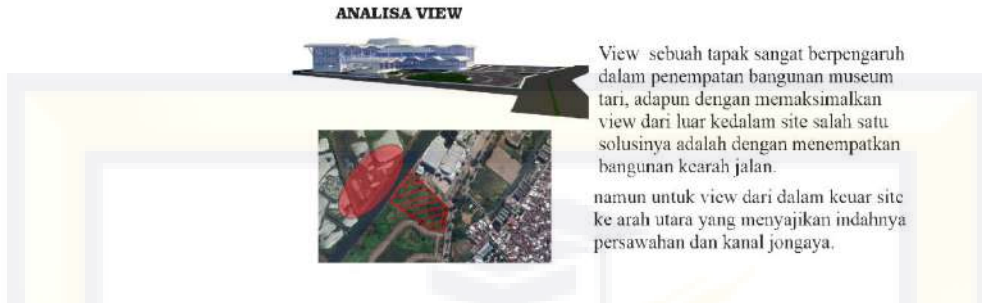 ANALISA VIEW
View sebuah tapak sangat berpengaruh
dalam penempatan bangunan museum
tari, adapun dengan memaksimalkan
view dari luar kedalam site salah satu
solusinya adalah dengan menempatkan
bangunan kearah jalan.
namun untuk view dari dalam keuar site
ke arah utara yang menyajikan indahnya
persawahan dan kanal jongaya.